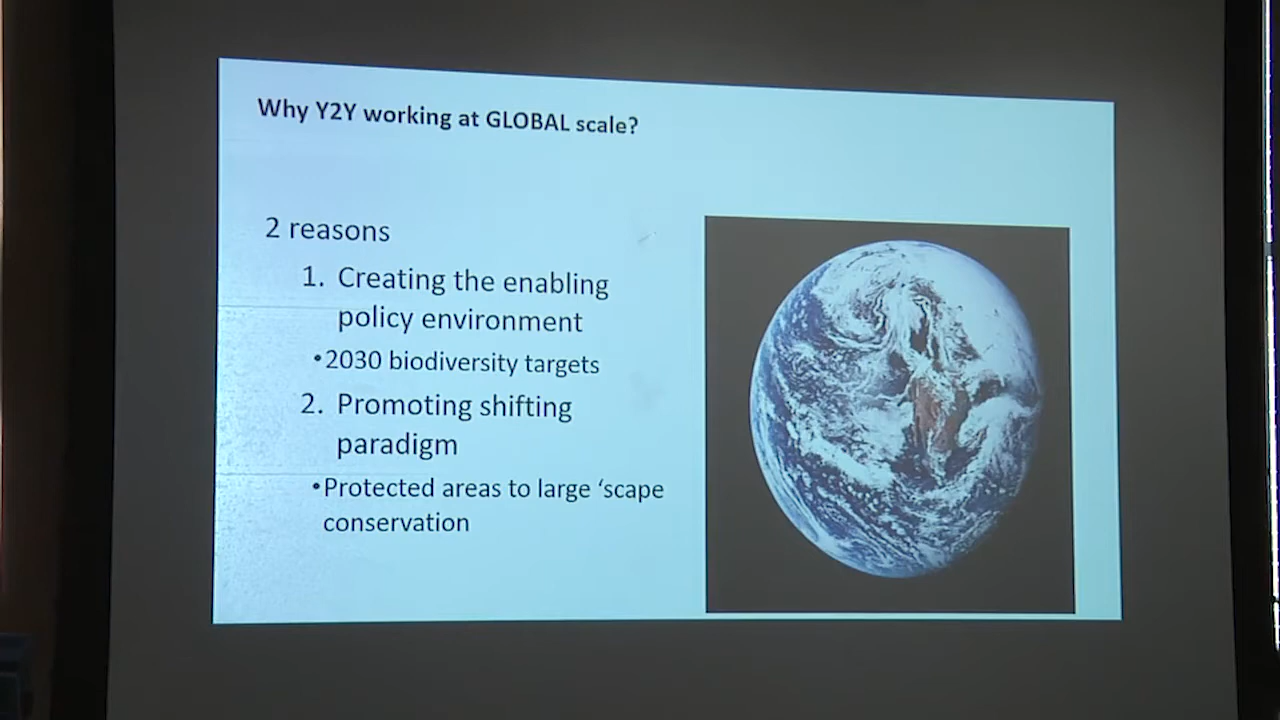 Why Y2Y working at GLOBAL scale?
2 reasons
1. Creating the enabling
policy environment
•2030 biodiversity targets
2. Promoting shifting
paradigm
•Protected areas to large ‘scape
conservation